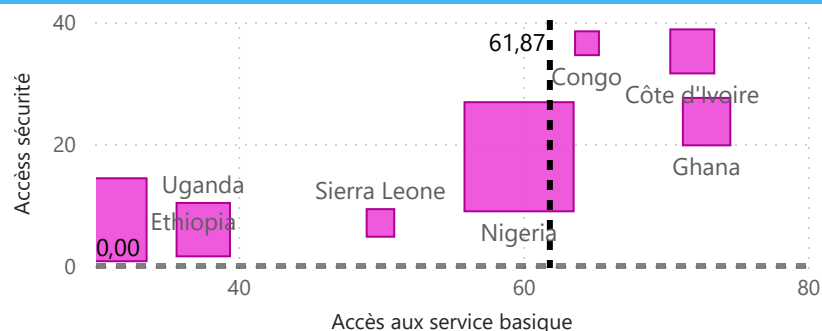 40
61,87
Congo
Côte d'Ivoire
Accèss sécurité
20
Ghana
Uganda
Sierra Leone
Ethiopia
Nigeria
0,00
0
40
60
80
Accès aux service basique